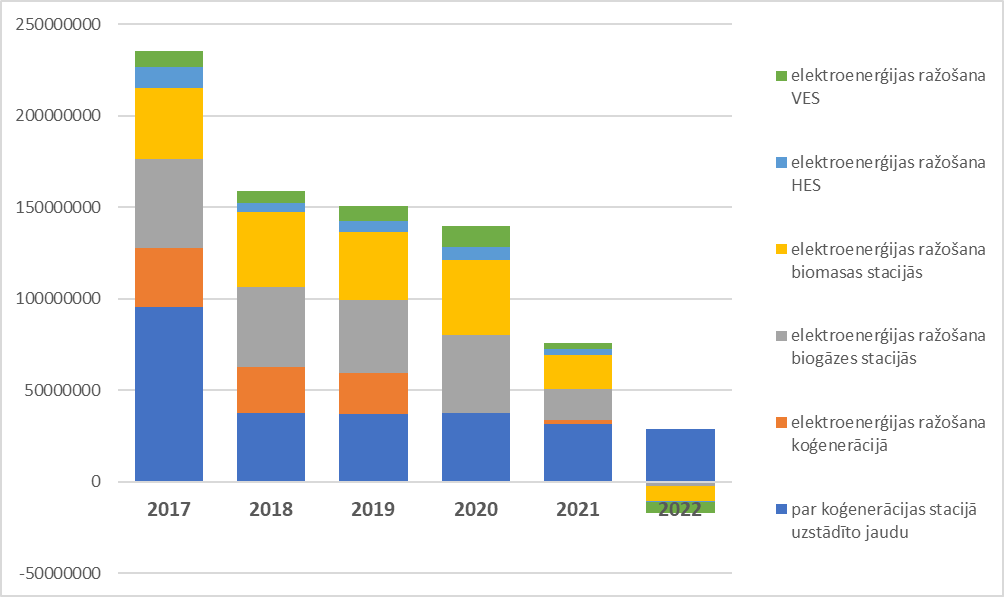 250000000
200000000
150000000
100000000
50000000
0
-50000000
2017
2018
2019
2020
2021
2022
elektroenerģijas ražošana
VES
elektroenerģijas ražošana
HES
elektroenerģijas ražošana
biomasas stacijās
elektroenerģijas ražošana
biogāzes stacijās
elektroenerģijas ražošana
koģenerācijā
par koģenerācijas stacijā
uzstādīto jaudu